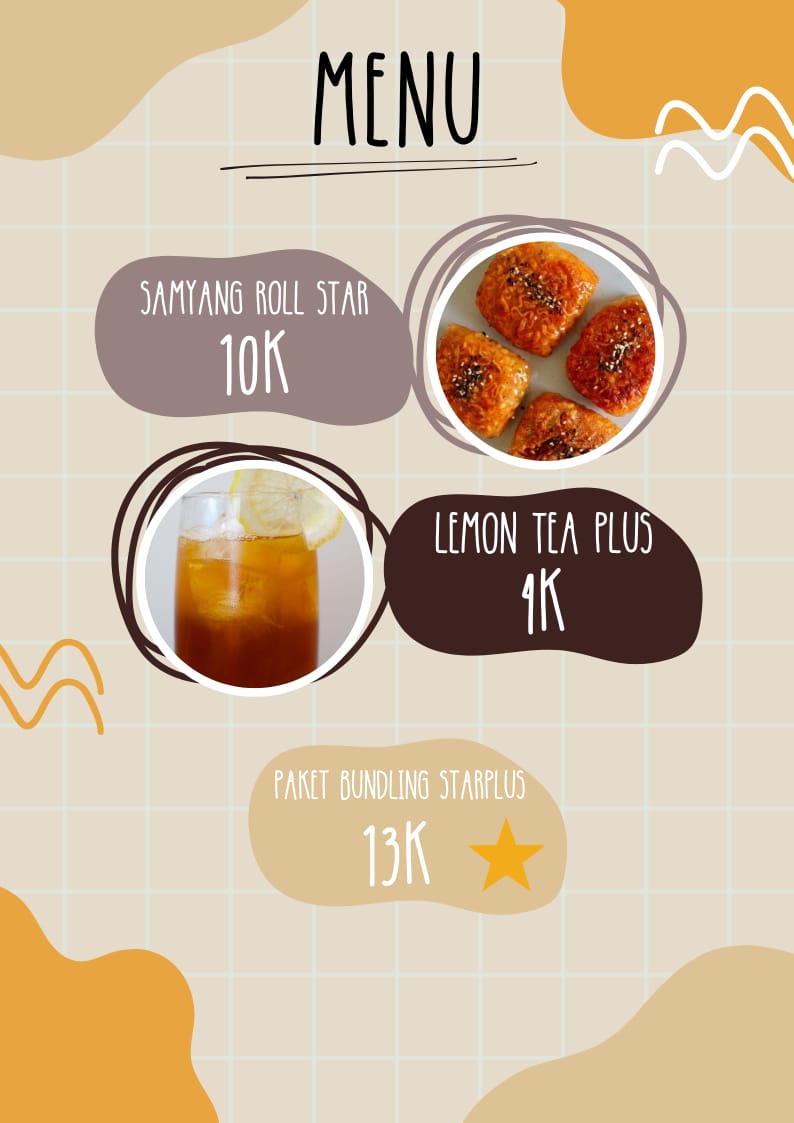 MENU
SAMYANG ROLL STAR
10K
LEMON TEA PLUS
4K
PAKET BUNDLING STARPLUS
13K